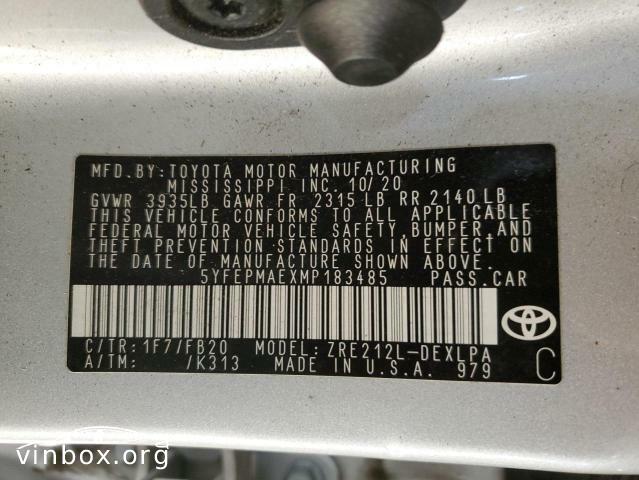 MFD. BY: TOYOTA MOTOR MANUFACTURING
MISSISSIPPI INC. 10/20
GVWR 3935LB GAWR FR 2315 LB RR 2140 LB
THIS VEHICLE CONFORMS TO ALL APPLICABLE
FEDERAL MOTOR VEHICLE SAFETY, BUMPER, AND
THEFT PREVENTION STANDARDS IN EFFECT ON
THE DATE OF MANUFACTURE SHOWN ABOVE.
5YFEPMAEXMP183485 PASS. CAR
C/TR: 1F7/FB20 MODEL: ZRE212L-DEXLPA
A/TM: /K313 MADE IN U.S.A. 979 C
vinbox.org